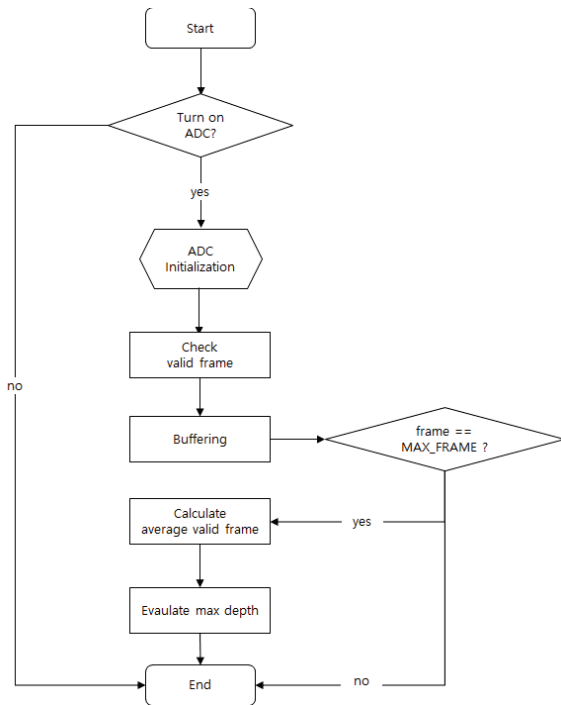 Start
Turn on
ADC?
yes
ADC
Initialization
Check
valid frame
no
Buffering
frame ==
MAX_FRAME ?
Calculate
average valid frame
yes
Evaulate max depth
End
no